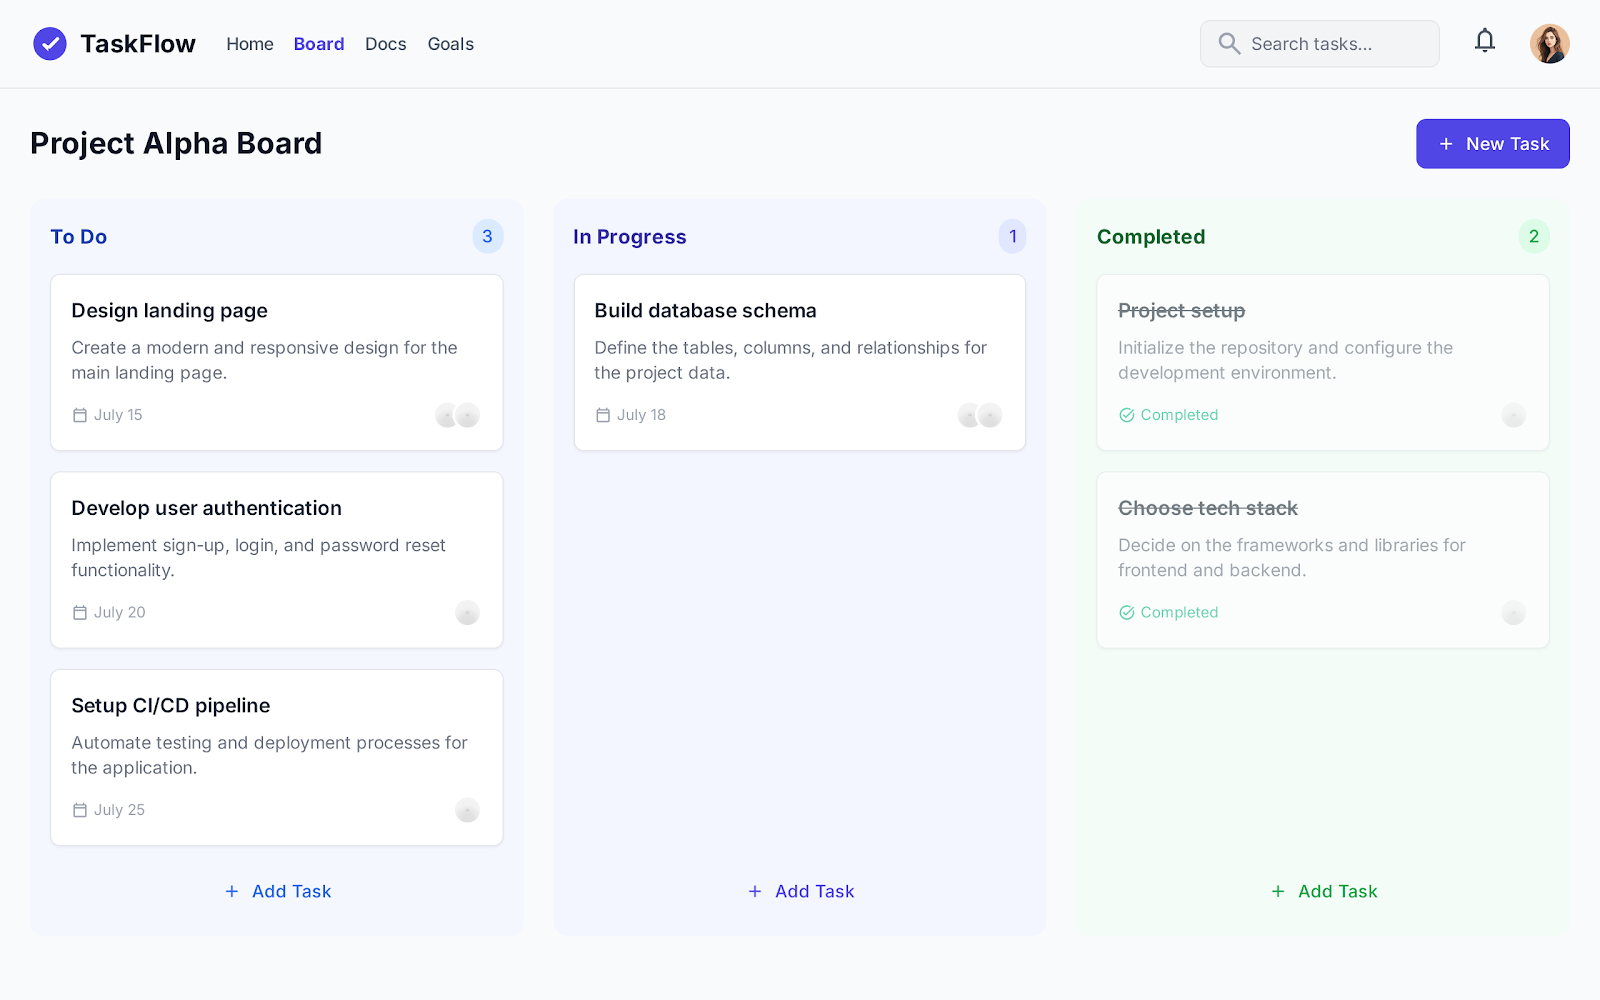 TaskFlow
Home
Board
Docs
Goals
Search tasks...
Project Alpha Board
+ New Task
To Do
3
Design landing page
Create a modern and responsive design for the
main landing page.
July 15
Develop user authentication
Implement sign-up, login, and password reset
functionality.
July 20
Setup CI/CD pipeline
Automate testing and deployment processes for
the application.
July 25
+ Add Task
In Progress
1
Build database schema
Define the tables, columns, and relationships for
the project data.
July 18
+ Add Task
Completed
2
Project setup
Initialize the repository and configure the
development environment.
Completed
Choose tech stack
Decide on the frameworks and libraries for
frontend and backend.
Completed
+ Add Task